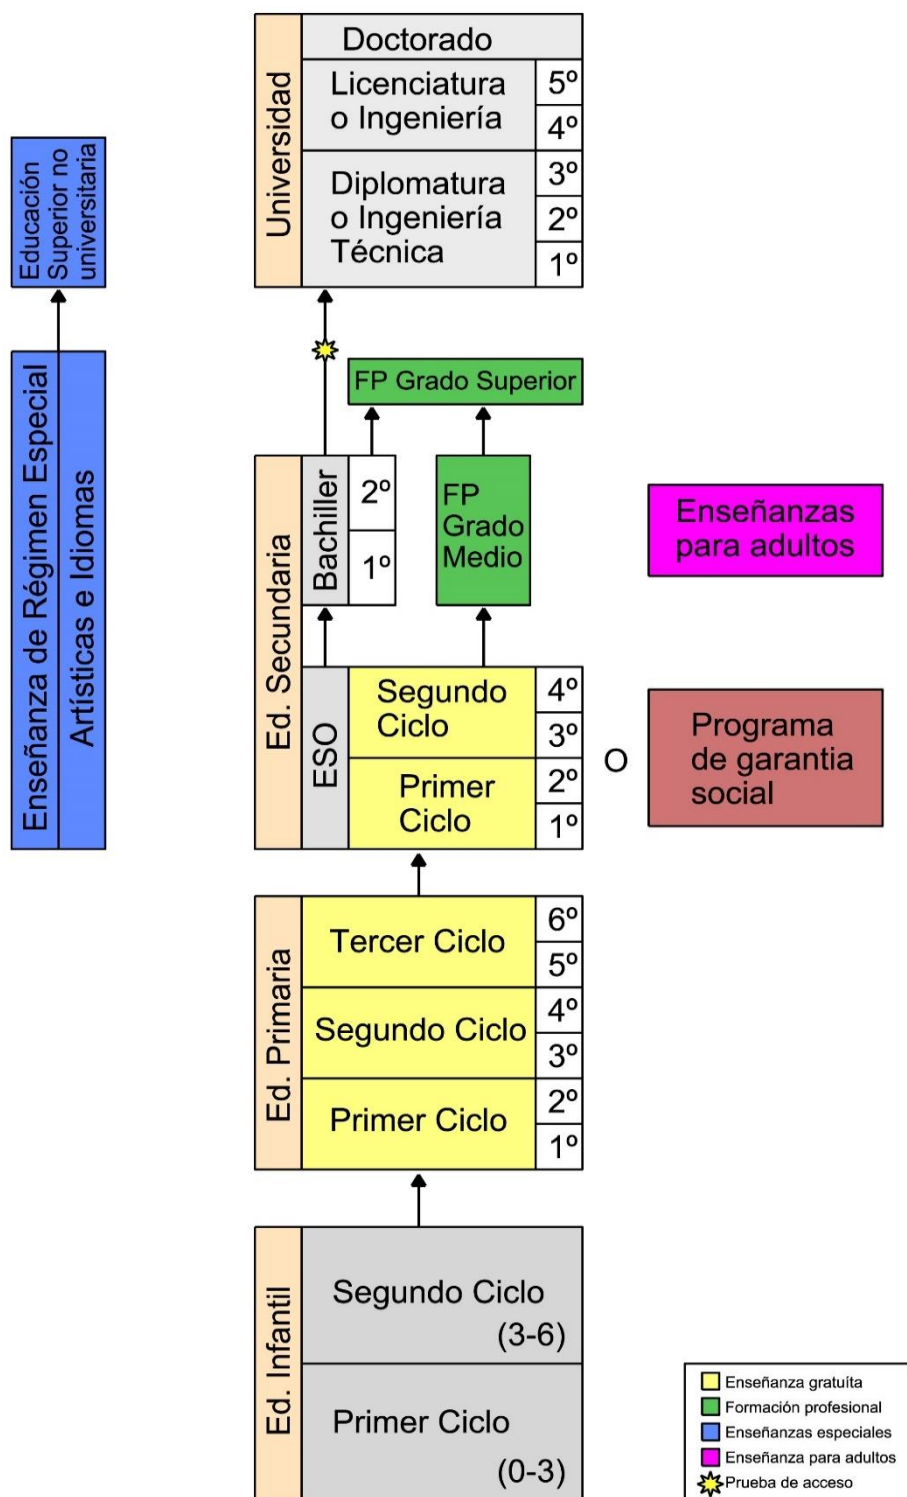 Universidad
Doctorado
Licenciatura
o Ingeniería
5º
4º
Diplomatura
o Ingeniería
Técnica
3º
2º
1º
Educación
Superior no
universitaria
Enseñanza de Régimen Especial
Artísticas e Idiomas
FP Grado Superior
Ed. Secundaria
Bachiller
2º
1º
FP
Grado
Medio
Enseñanzas
para adultos
ESO
Segundo
Ciclo
4º
3º
Primer
Ciclo
2º
1º
O
Programa
de garantia
social
Ed. Primaria
Tercer Ciclo
6º
5º
Segundo Ciclo
4º
3º
Primer Ciclo
2º
1º
Ed. Infantil
Segundo Ciclo
(3-6)
Primer Ciclo
(0-3)
Enseñanza gratuíta
Formación profesional
Enseñanzas especiales
Enseñanza para adultos
Prueba de acceso